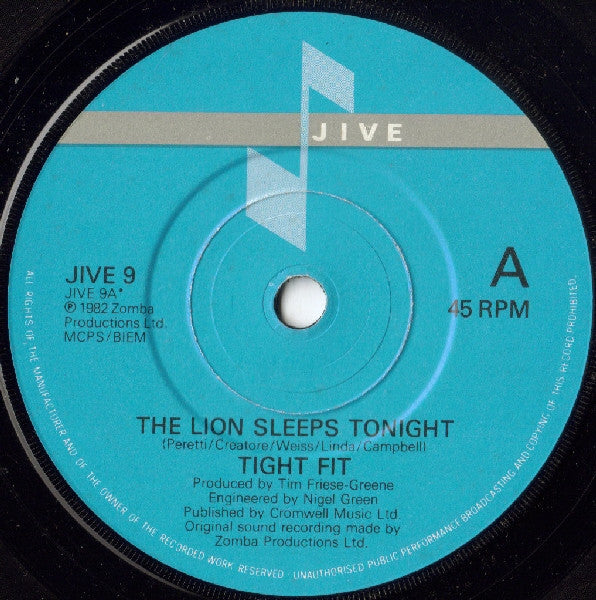 JIVE
JIVE 9
JIVE 9A*
℗ 1982 Zomba
Productions Ltd.
MCPS/BIEM
A
45 RPM
THE LION SLEEPS TONIGHT
(Peretti/Creatore/Weiss/Linda/Campbell)
TIGHT FIT
Produced by Tim Friese-Greene
Engineered by Nigel Green
Published by Cromwell Music Ltd
Original sound recording made by
Zomba Productions Ltd.
ALL RIGHTS OF THE MANUFACTURER AND OF THE OWNER OF THE RECORDED WORK RESERVED - UNAUTHORISED PUBLIC PERFORMANCE BROADCASTING AND COPYING OF THIS RECORD PROHIBITED.